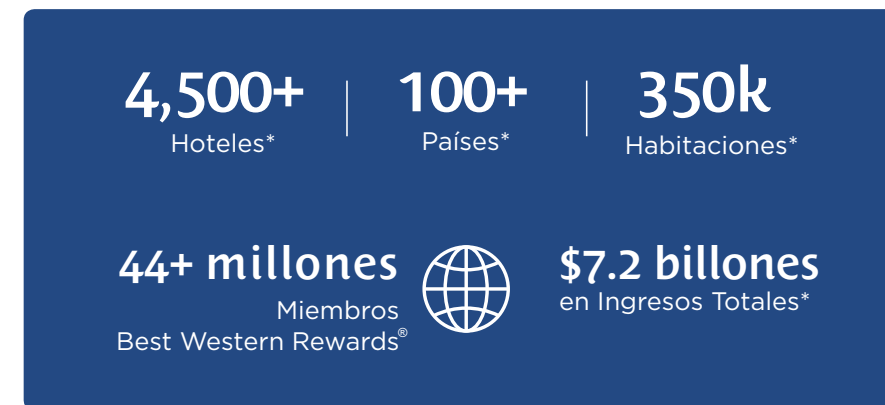 4,500+
Hoteles*
100+
Países*
350k
Habitaciones*
44+ millones
Miembros
Best Western Rewards®
$7.2 billones
en Ingresos Totales*